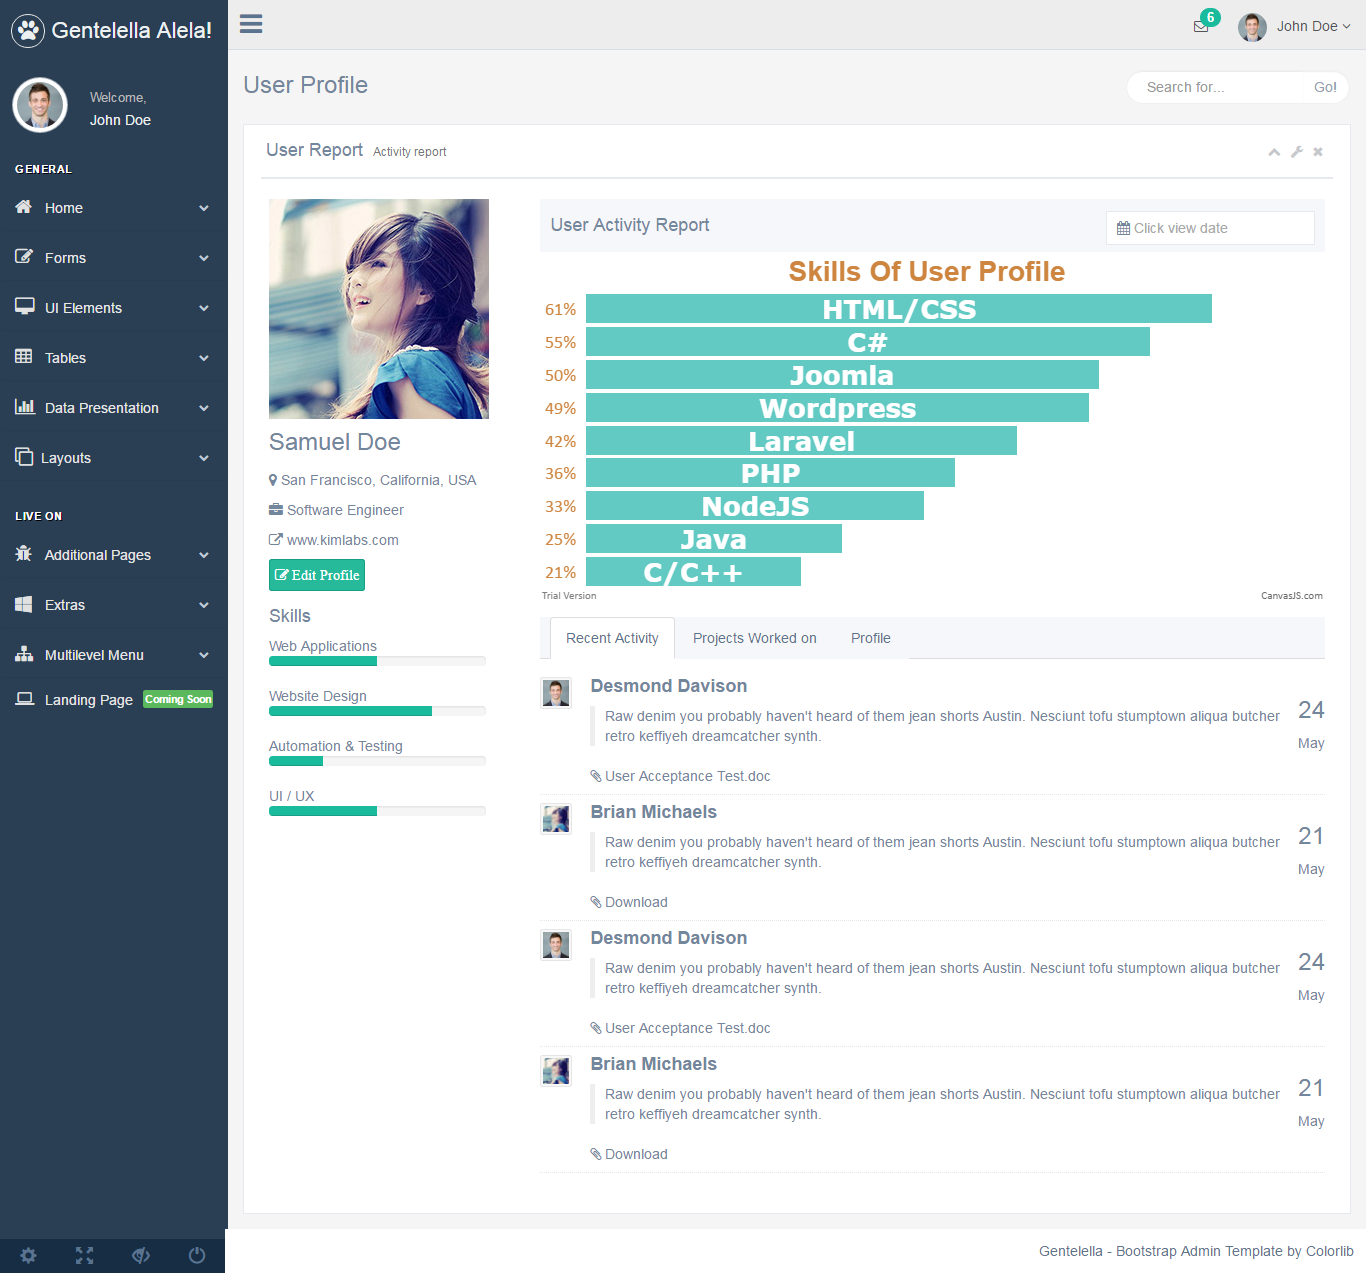 Gentelella Alela!
6
John Doe
Welcome,
John Doe
GENERAL
Home
Forms
UI Elements
Tables
Data Presentation
Layouts
LIVE ON
Additional Pages
Extras
Multilevel Menu
Landing Page Coming Soon
User Profile
Search for... Go!
User Report Activity report
Samuel Doe
San Francisco, California, USA
Software Engineer
www.kimlabs.com
Edit Profile
Skills
Web Applications
Website Design
Automation & Testing
UI / UX
User Activity Report
Click view date
Skills Of User Profile
61% HTML/CSS
55% C#
50% Joomla
49% Wordpress
42% Laravel
36% PHP
33% NodeJS
25% Java
21% C/C++
Trial Version CanvasJS.com
Recent Activity Projects Worked on Profile
Desmond Davison
Raw denim you probably haven't heard of them jean shorts Austin. Nesciunt tofu stumptown aliqua butcher
retro keffiyeh dreamcatcher synth.
24
May
User Acceptance Test.doc
Brian Michaels
Raw denim you probably haven't heard of them jean shorts Austin. Nesciunt tofu stumptown aliqua butcher
retro keffiyeh dreamcatcher synth.
21
May
Download
Desmond Davison
Raw denim you probably haven't heard of them jean shorts Austin. Nesciunt tofu stumptown aliqua butcher
retro keffiyeh dreamcatcher synth.
24
May
User Acceptance Test.doc
Brian Michaels
Raw denim you probably haven't heard of them jean shorts Austin. Nesciunt tofu stumptown aliqua butcher
retro keffiyeh dreamcatcher synth.
21
May
Download
Gentelella - Bootstrap Admin Template by Colorlib